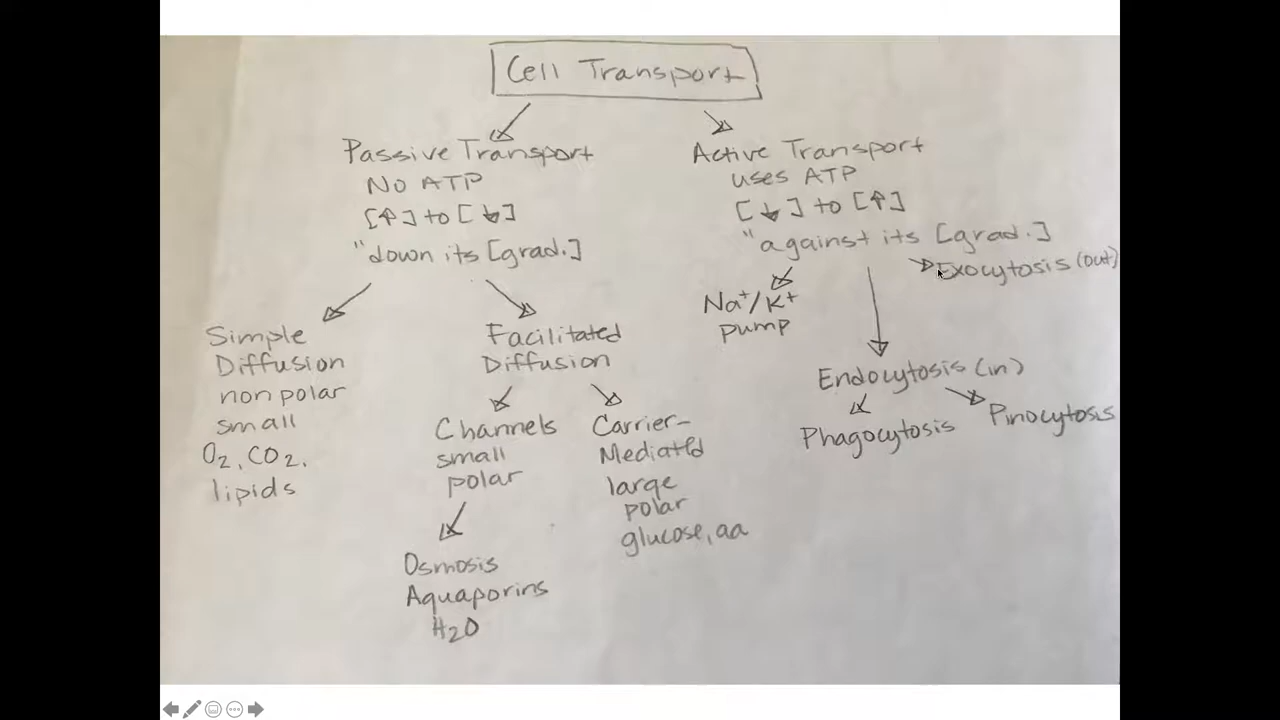 Cell Transport
Passive Transport
No ATP
[↑] to [↓]
"down its [grad.]
Simple
Diffusion
nonpolar
small
O₂, CO₂,
lipids
Facilitated
Diffusion
Channels
small
polar
Osmosis
Aquaporins
H₂O
Carrier-
Mediated
large
polar
glucose, aa
Active Transport
uses ATP
[↓] to [↑]
"against its [grad.]
Na⁺/K⁺
pump
Endocytosis (in)
Phagocytosis
Pinocytosis
Exocytosis (out)